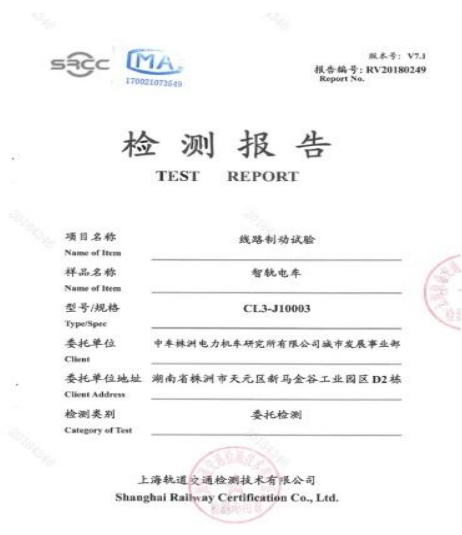 版本号: V7.1
SRCC
MA
170021073549
报告编号: RV20180249
Report No.
检测报告
TEST REPORT
项目名称 线路制动试验
Name of Item
样品名称 智轨电车
Name of Item
型号/规格 CL3-J10003
Type/Spec
委托单位 中车株洲电力机车研究所有限公司城市发展事业部
Client
委托单位地址 湖南省株洲市天元区新马金谷工业园区 D2 栋
Client Address
检测类别 委托检测
Category of Test
上海轨道交通检测技术有限公司
Shanghai Railway Certification Co., Ltd.